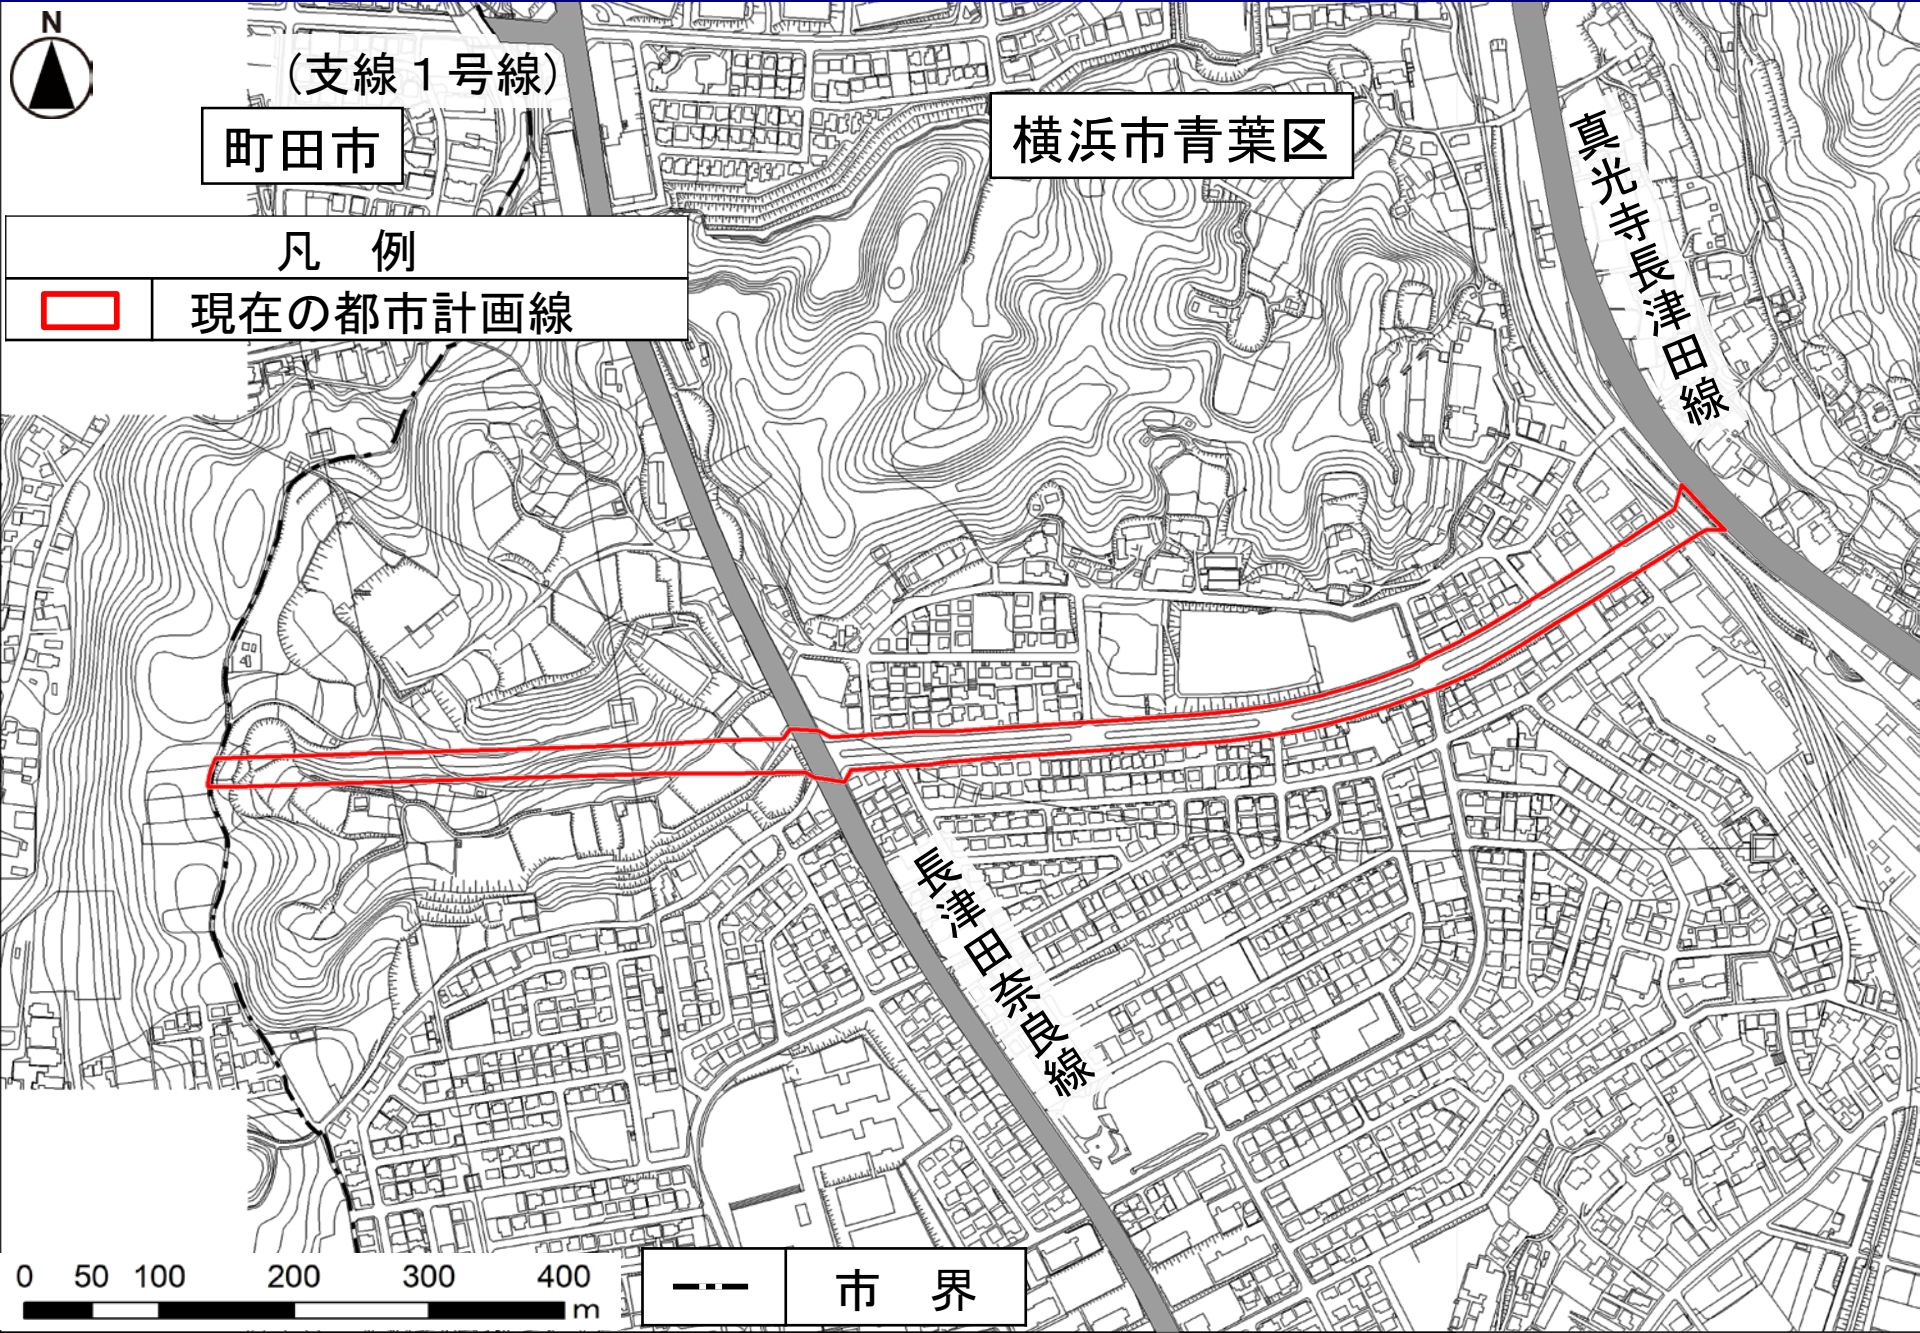 N
(支線１号線)
町田市
横浜市青葉区
真光寺長津田線
凡　例
現在の都市計画線
長津田奈良線
0 50 100 200 300 400
m
市　界